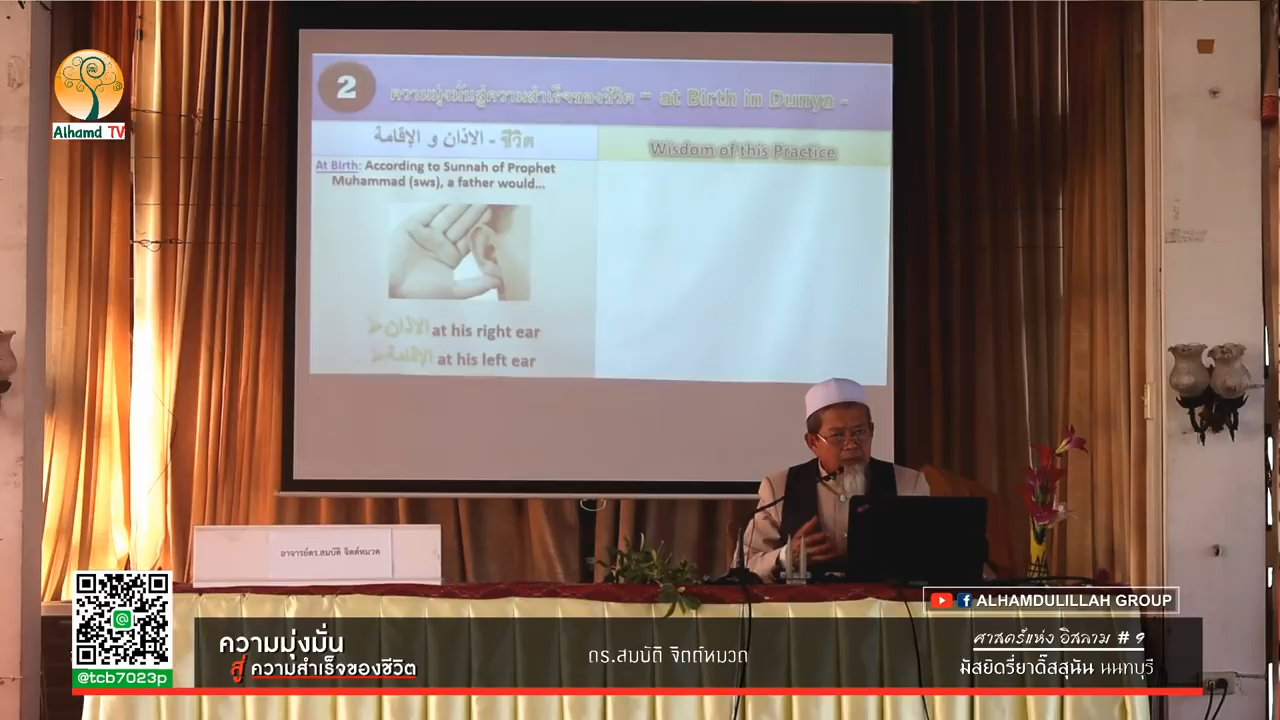 Alhamd TV
2
ความมุ่งมั่นสู่ความสำเร็จของชีวิต – at Birth in Dunya -
الاذان و الإقامة - ชีวิต
Wisdom of this Practice
At Birth: According to Sunnah of Prophet
Muhammad (sws), a father would...
الاذان at his right ear
الإقامة at his left ear
อาจารย์ดร.สมบัติ จิตต์หมวด
@tcb7023p
ALHAMDULILLAH GROUP
ความมุ่งมั่น
สู่ ความสำเร็จของชีวิต
ดร.สมบัติ จิตต์หมวด
ศาสตร์แห่ง อิสลาม # 9
มัสยิดรี่ยาดิ๊สสุนัน นนทบุรี